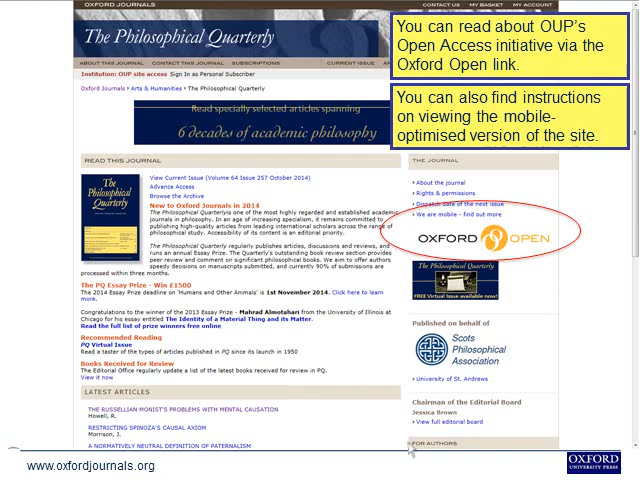 OXFORD JOURNALS
CONTACT US MY BASKET MY ACCOUNT
The Philosophical Quarterly
You can read about OUP's
Open Access initiative via the
Oxford Open link.
ABOUT THIS JOURNAL CONTACT THIS JOURNAL SUBSCRIPTIONS
CURRENT ISSUE
Institution: OUP site access Sign In as Personal Subscriber
Oxford Journals Arts & Humanities The Philosophical Quarterly
You can also find instructions
on viewing the mobile-
optimised version of the site.
Read specially selected articles spanning
6 decades of academic philosophy
READ THIS JOURNAL
The Philosophical Quarterly
View Current Issue (Volume 64 Issue 257 October 2014)
Advance Access
Browse the Archive
New to Oxford Journals in 2014
The Philosophical Quarterly is one of the most highly regarded and established academic
journals in philosophy. In an age of increasing specialism, it remains committed to
publishing high-quality articles from leading international scholars across the range of
philosophical study. Accessibility of its content is an editorial priority.
The Philosophical Quarterly regularly publishes articles, discussions and reviews, and
runs an annual Essay Prize. The Quarterly's outstanding book review section provides
peer review and comment on significant philosophical books. We aim to offer authors
speedy decisions on manuscripts submitted, and currently 90% of submissions are
processed within three months.
The PQ Essay Prize - Win £1500
The 2014 Essay Prize deadline on 'Humans and Other Animals' is 1st November 2014. Click here to learn
more.
Congratulations to the winner of the 2013 Essay Prize - Mahrad Almotahari from the University of Illinois at
Chicago for his essay entitled The Identity of a Material Thing and its Matter.
Read the full list of prize winners free online
Recommended Reading
PQ Virtual Issue
Read a taster of the types of articles published in PQ since its launch in 1950
Books Received for Review
The Editorial Office regularly update a list of the latest books received for review in PQ.
View it now
LATEST ARTICLES
THE RUSSELLIAN MONIST'S PROBLEMS WITH MENTAL CAUSATION
Howell, R.
RESTRICTING SPINOZA'S CAUSAL AXIOM
Morrison, J.
A NORMATIVELY NEUTRAL DEFINITION OF PATERNALISM
THE JOURNAL
About the journal
Rights & permissions
Dispatch date of the next issue
We are mobile - find out more
OXFORD OPEN
The Philosophical Quarterly
FREE Virtual Issue available now!
Published on behalf of
Scots
Philosophical
Association
University of St. Andrews
Chairman of the Editorial Board
Jessica Brown
View full editorial board
FOR AUTHORS
www.oxfordjournals.org
OXFORD
UNIVERSITY PRESS